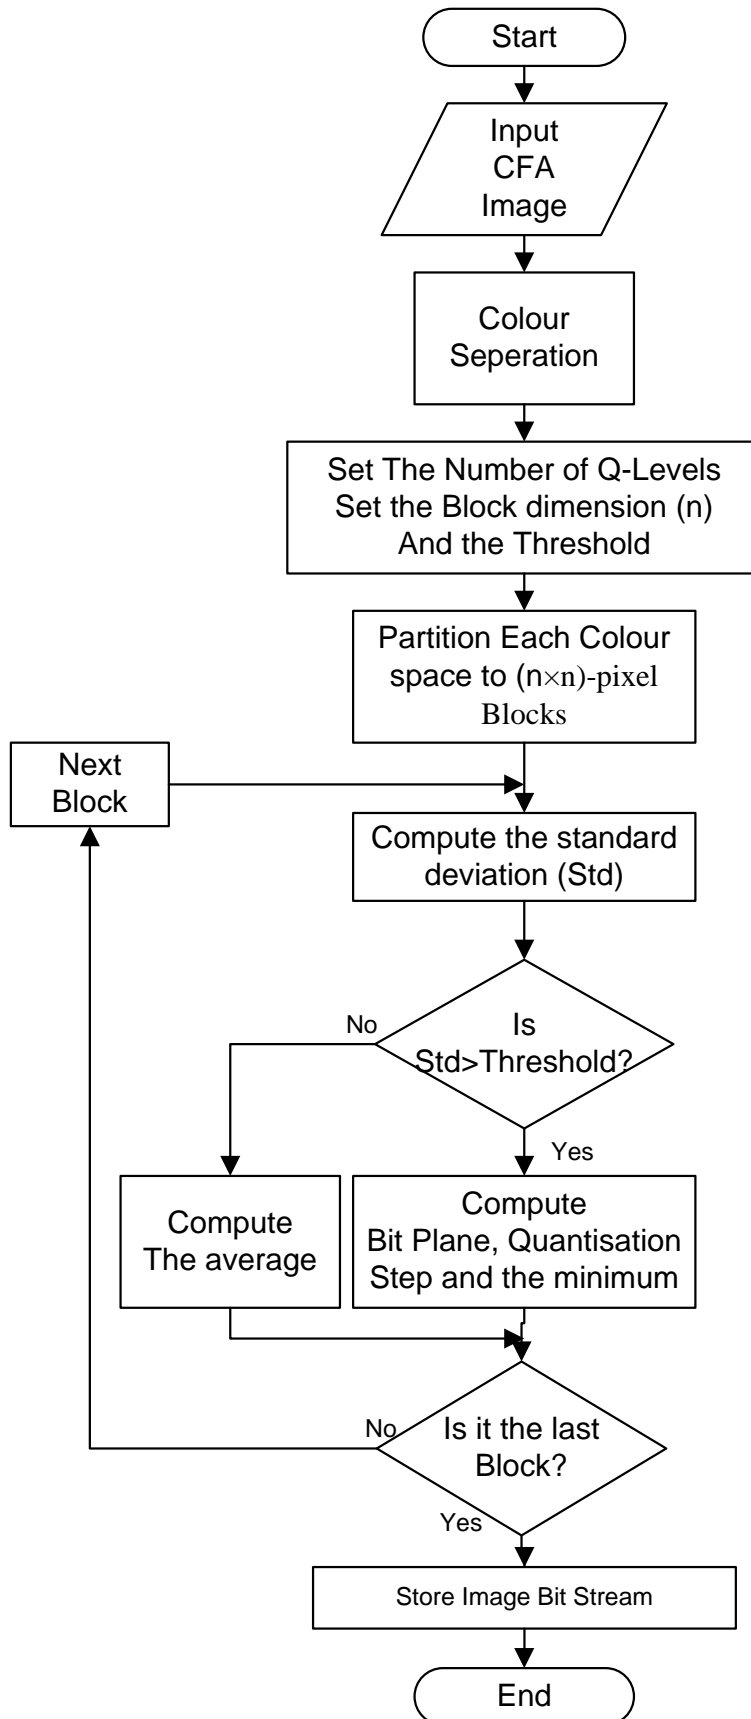 Start
Input
CFA
Image
Colour
Seperation
Set The Number of Q-Levels
Set the Block dimension (n)
And the Threshold
Partition Each Colour
space to (n×n)-pixel
Blocks
Next
Block
Compute the standard
deviation (Std)
No
Is
Std>Threshold?
Yes
Compute
The average
Compute
Bit Plane, Quantisation
Step and the minimum
No
Is it the last
Block?
Yes
Store Image Bit Stream
End